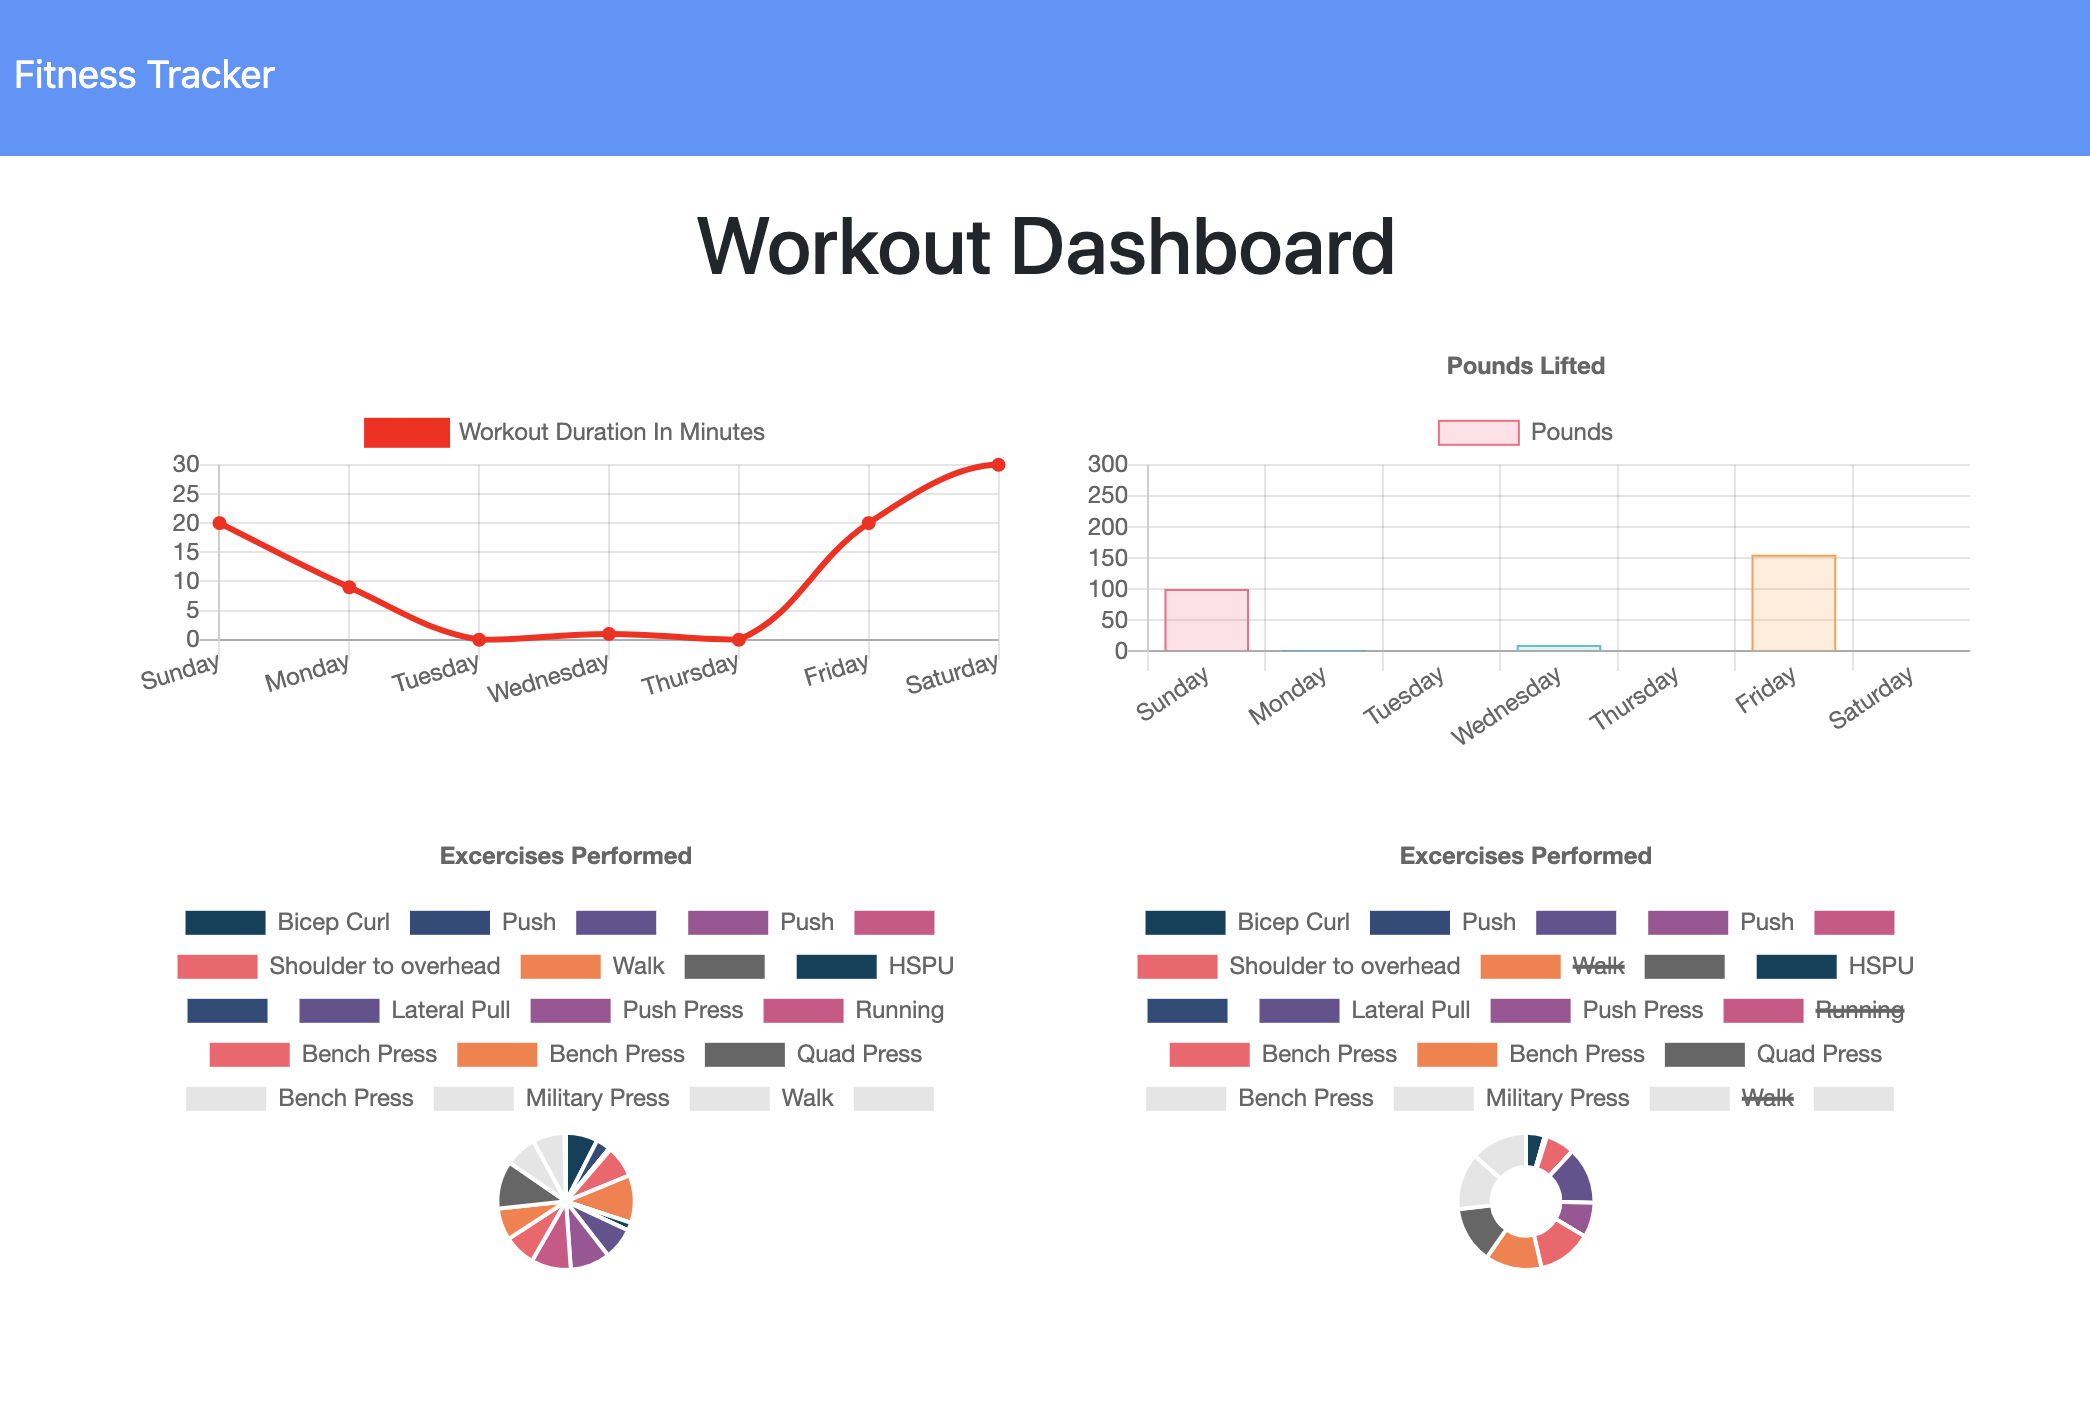 Fitness Tracker
Workout Dashboard
Workout Duration In Minutes
30
25
20
15
10
5
0
Sunday Monday Tuesday Wednesday Thursday Friday Saturday
Pounds Lifted
Pounds
300
250
200
150
100
50
0
Sunday Monday Tuesday Wednesday Thursday Friday Saturday
Excercises Performed
Bicep Curl Push Push
Shoulder to overhead Walk HSPU
Lateral Pull Push Press Running
Bench Press Bench Press Quad Press
Bench Press Military Press Walk
Excercises Performed
Bicep Curl Push Push
Shoulder to overhead Walk HSPU
Lateral Pull Push Press Running
Bench Press Bench Press Quad Press
Bench Press Military Press Walk